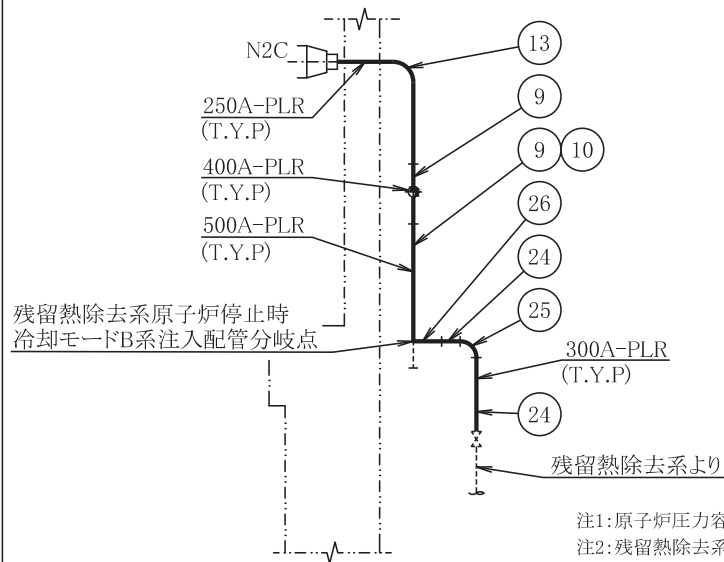 N2C
13
250A-PLR
(T.Y.P)
9
9
10
400A-PLR
(T.Y.P)
26
500A-PLR
(T.Y.P)
24
25
残留熱除去系原子炉停止時
冷却モードB系注入配管分岐点
300A-PLR
(T.Y.P)
24
残留熱除去系より
注1:原子炉圧力容
注2:残留熱除去系